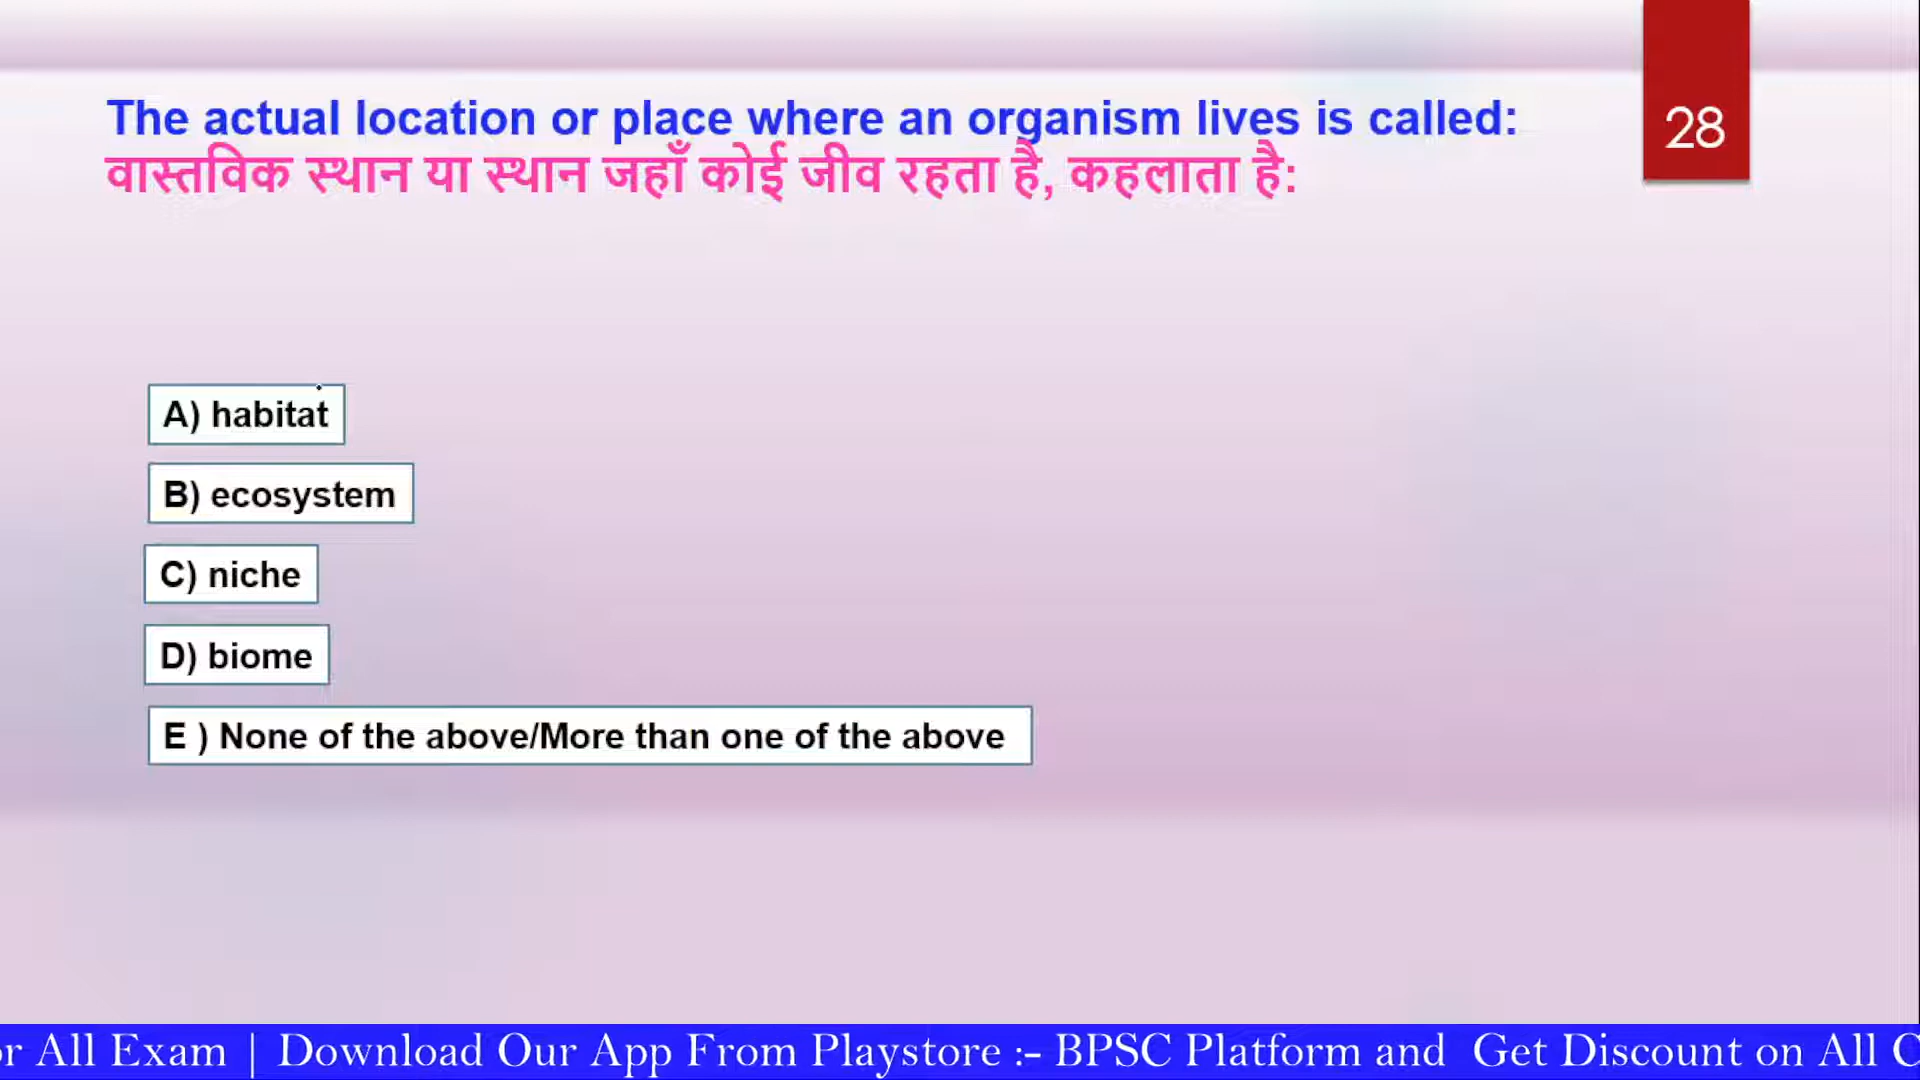 The actual location or place where an organism lives is called:
28
वास्तविक स्थान या स्थान जहाँ कोई जीव रहता है, कहलाता है:
A) habitat
B) ecosystem
C) niche
D) biome
E ) None of the above/More than one of the above
All Exam | Download Our App From Playstore :- BPSC Platform and Get Discount on All